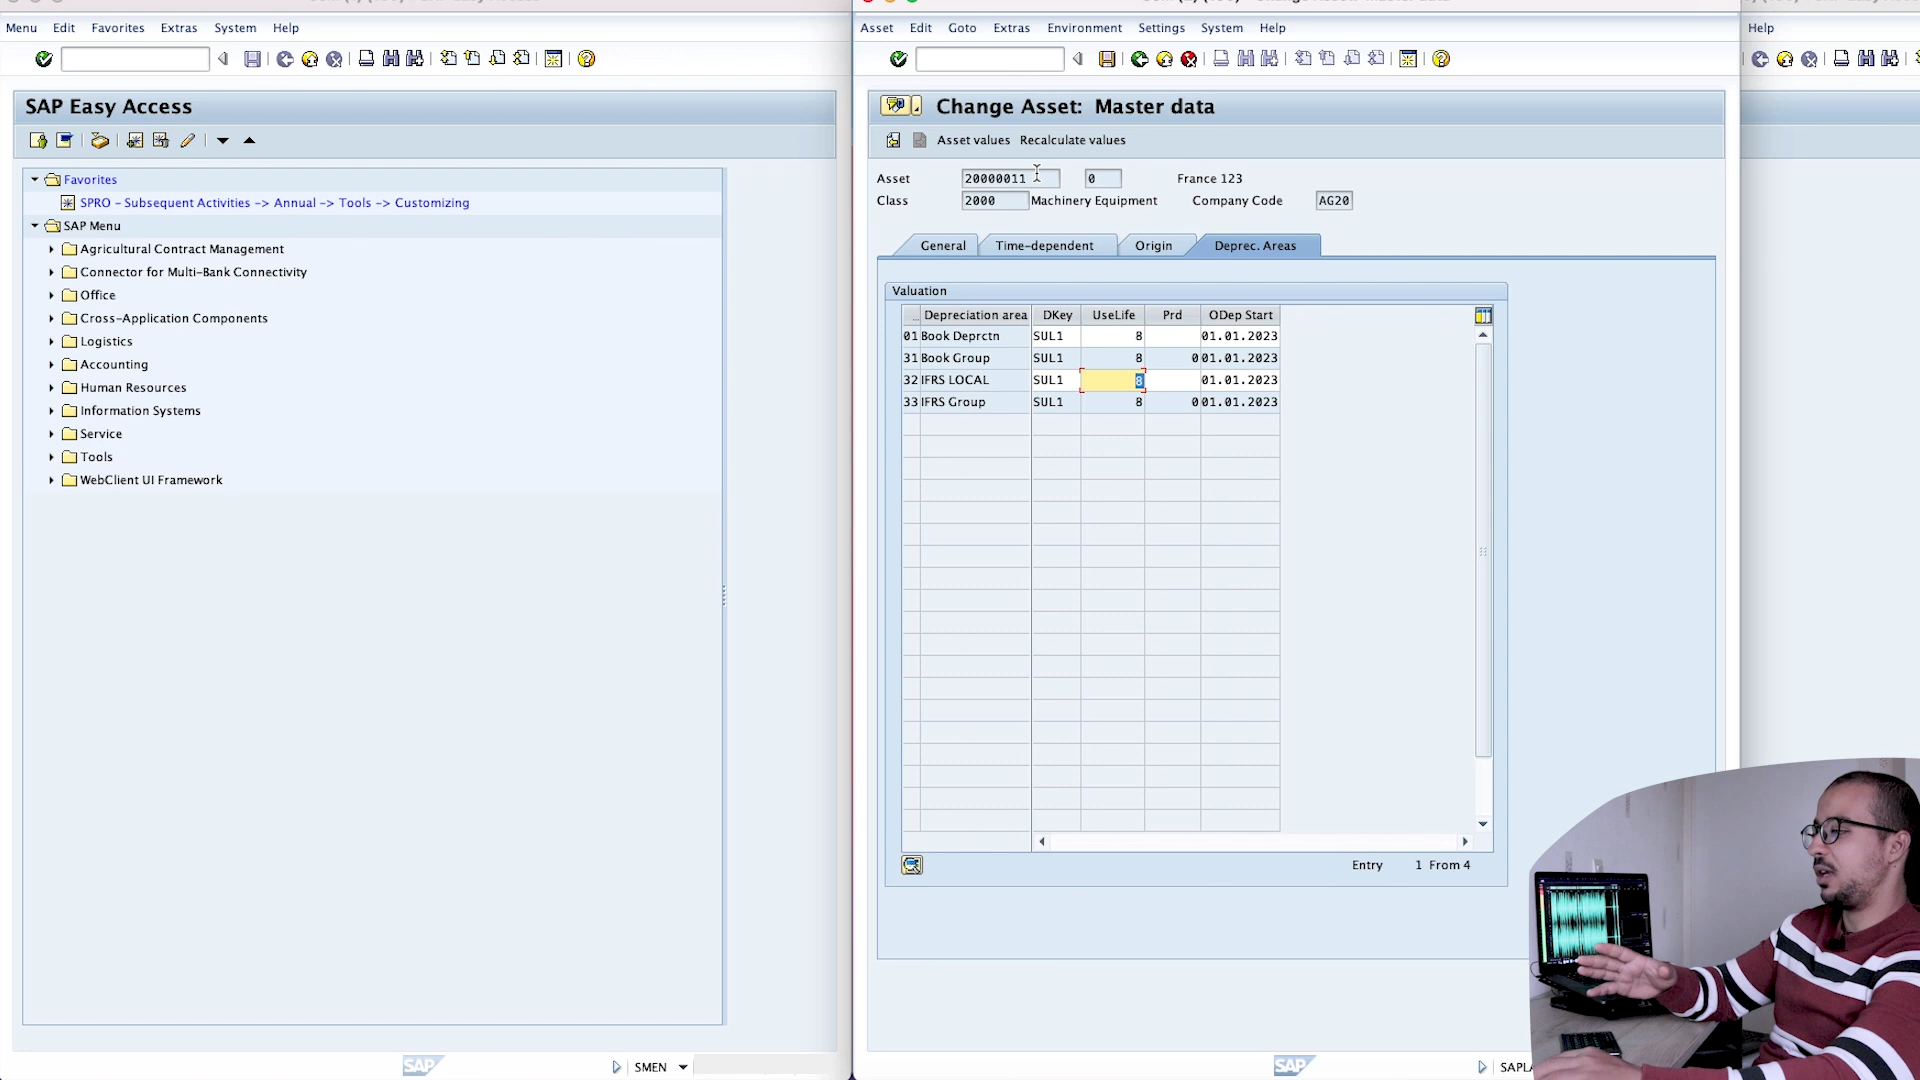 Menu Edit Favorites Extras System Help
SAP Easy Access
Favorites
SPRO - Subsequent Activities -> Annual -> Tools -> Customizing
SAP Menu
Agricultural Contract Management
Connector for Multi-Bank Connectivity
Office
Cross-Application Components
Logistics
Accounting
Human Resources
Information Systems
Service
Tools
WebClient UI Framework
SAP SMEN
Asset Edit Goto Extras Environment Settings System Help
Change Asset: Master data
Asset values Recalculate values
Asset 20000011 0 France 123
Class 2000 Machinery Equipment Company Code AG20
General Time-dependent Origin Deprec. Areas
Valuation
... Depreciation area DKey UseLife Prd ODep Start
01 Book Deprctn SUL1 8 01.01.2023
31 Book Group SUL1 8 0 01.01.2023
32 IFRS LOCAL SUL1 8 01.01.2023
33 IFRS Group SUL1 8 0 01.01.2023
Entry 1 From 4
SAP SAPL
Help